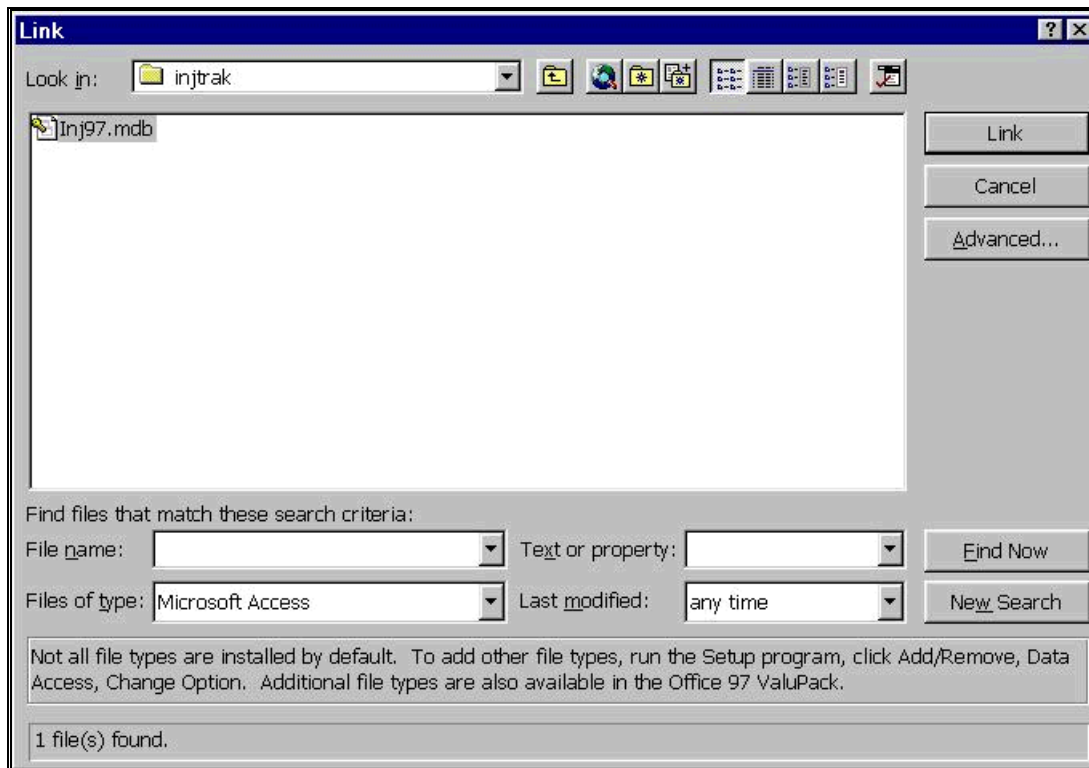 Link
Look in: injtrak
Inj97.mdb
Link
Cancel
Advanced...
Find files that match these search criteria:
File name: Text or property: Find Now
Files of type: Microsoft Access Last modified: any time New Search
Not all file types are installed by default. To add other file types, run the Setup program, click Add/Remove, Data
Access, Change Option. Additional file types are also available in the Office 97 ValuPack.
1 file(s) found.